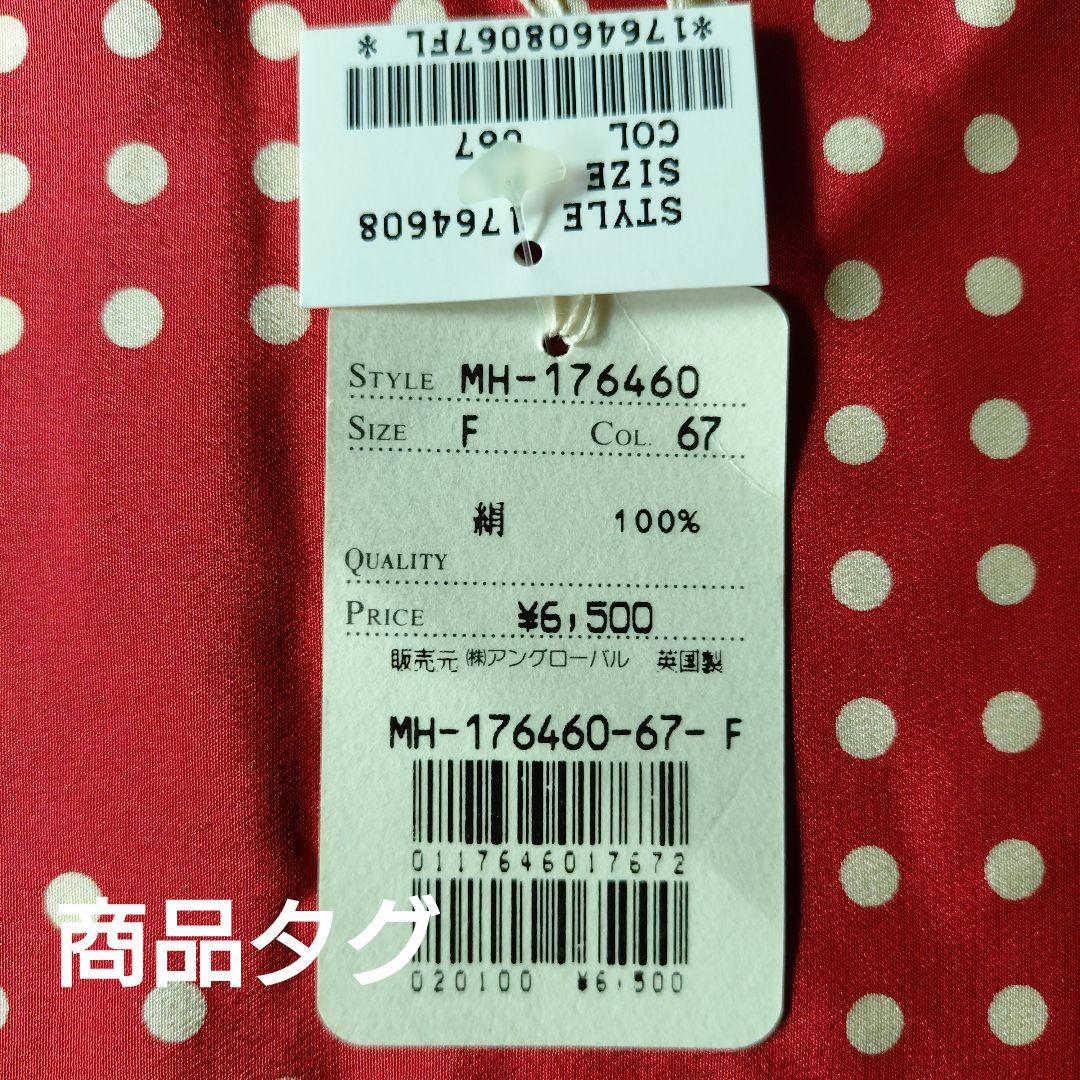 *1764608067FL *
COL 067
SIZE
STYLE 1764608
STYLE MH-176460
SIZE F COL. 67
絹 100%
QUALITY
PRICE ¥6,500
販売元 ㈱アングローバル 英国製
MH-176460-67- F
0117646017672
020100 ¥6,500
商品タグ